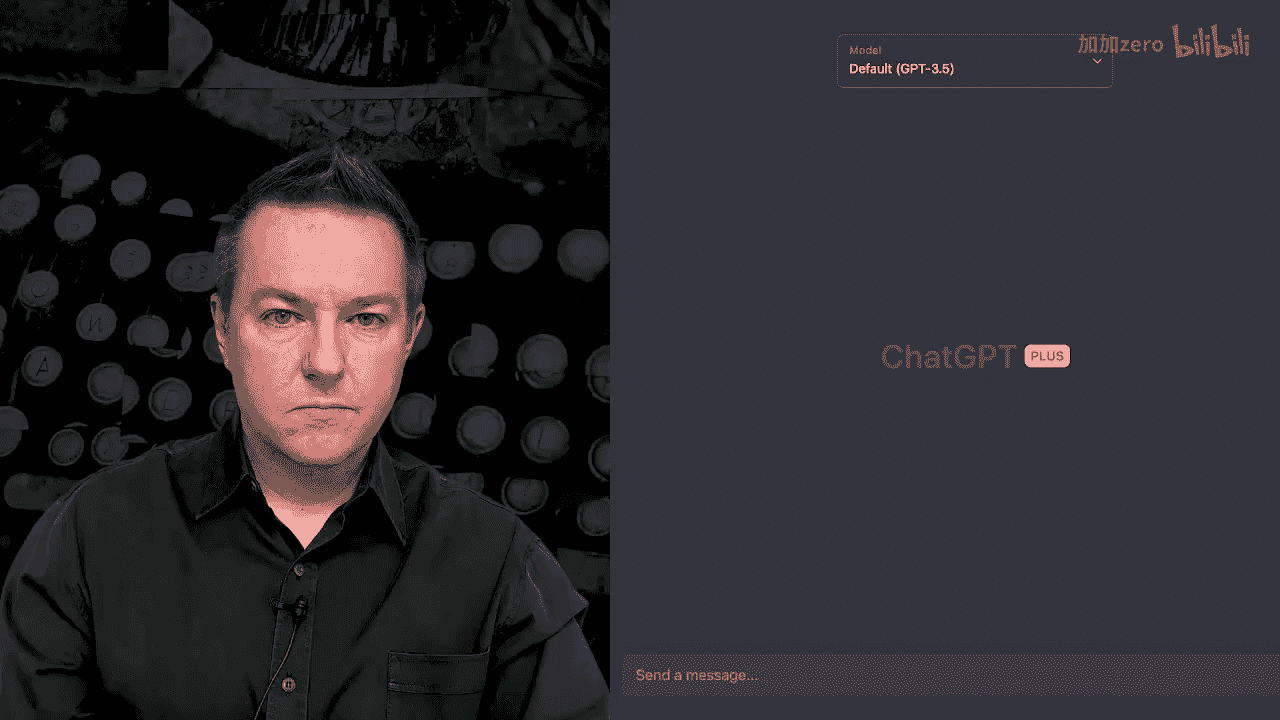 加加zero bilibili
Model
Default (GPT-3.5)
ChatGPT PLUS
Send a message...